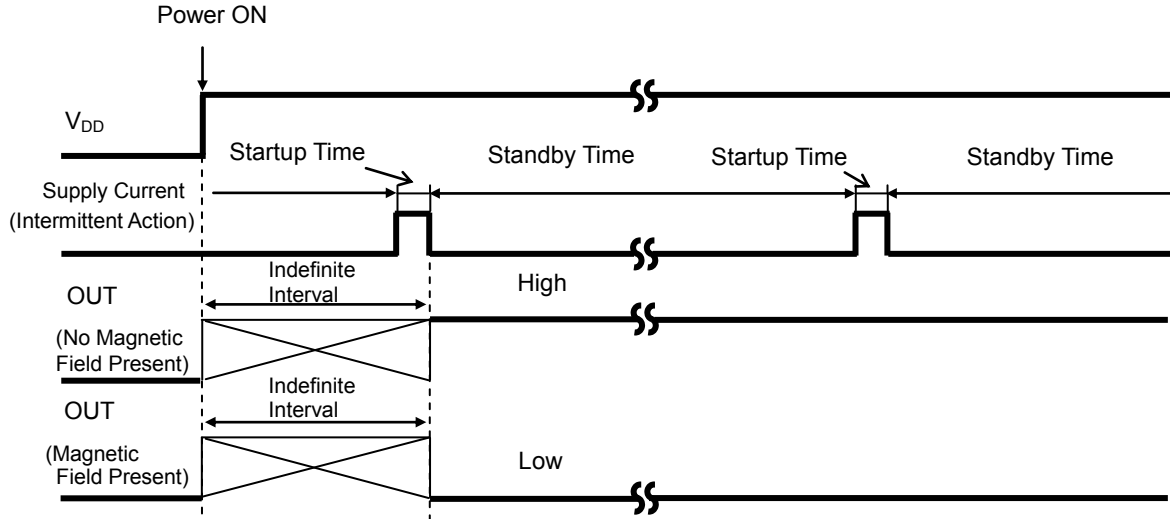 Power ON
VDD
Startup Time
Standby Time
Startup Time
Standby Time
Supply Current
(Intermittent Action)
Indefinite
Interval
High
OUT
(No Magnetic
Field Present)
Indefinite
Interval
OUT
(Magnetic
Field Present)
Low